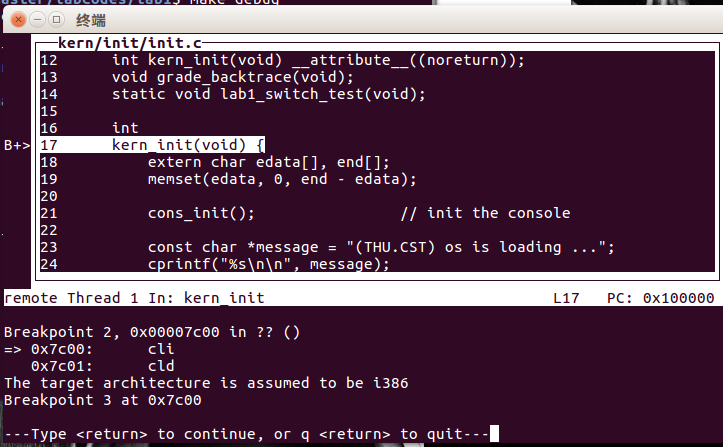 aster/labcodes/lab1$ make debug
终端
kern/init/init.c
12 int kern_init(void) __attribute__((noreturn));
13 void grade_backtrace(void);
14 static void lab1_switch_test(void);
15
16 int
B+> 17 kern_init(void) {
18 extern char edata[], end[];
19 memset(edata, 0, end - edata);
20
21 cons_init(); // init the console
22
23 const char *message = "(THU.CST) os is loading ...";
24 cprintf("%s\n\n", message);
remote Thread 1 In: kern_init L17 PC: 0x100000
Breakpoint 2, 0x00007c00 in ?? ()
=> 0x7c00: cli
0x7c01: cld
The target architecture is assumed to be i386
Breakpoint 3 at 0x7c00
---Type <return> to continue, or q <return> to quit---